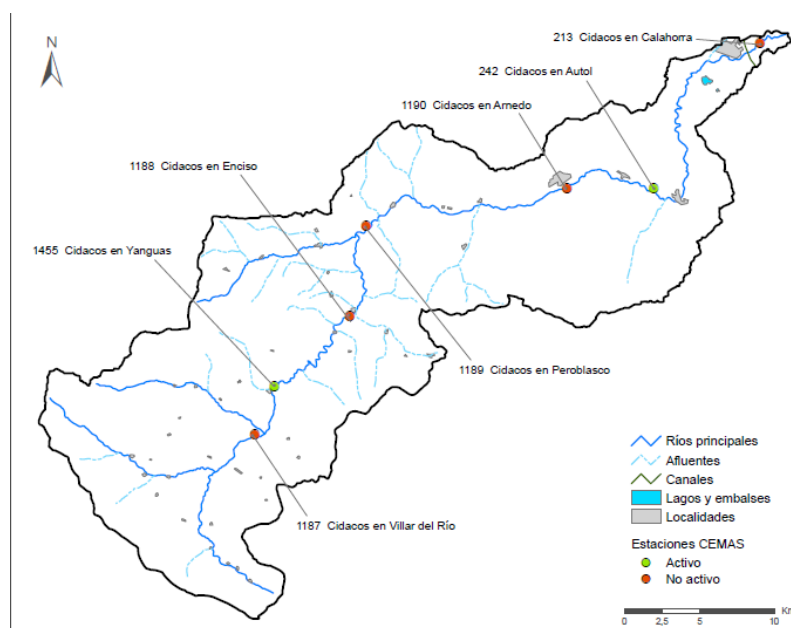 N
213 Cidacos en Calahorra
242 Cidacos en Autol
1190 Cidacos en Arnedo
1188 Cidacos en Enciso
1455 Cidacos en Yanguas
1189 Cidacos en Peroblasco
1187 Cidacos en Villar del Río
Ríos principales
Afluentes
Canales
Lagos y embalses
Localidades
Estaciones CEMAS
Activo
No activo
Km
0 2,5 5 10